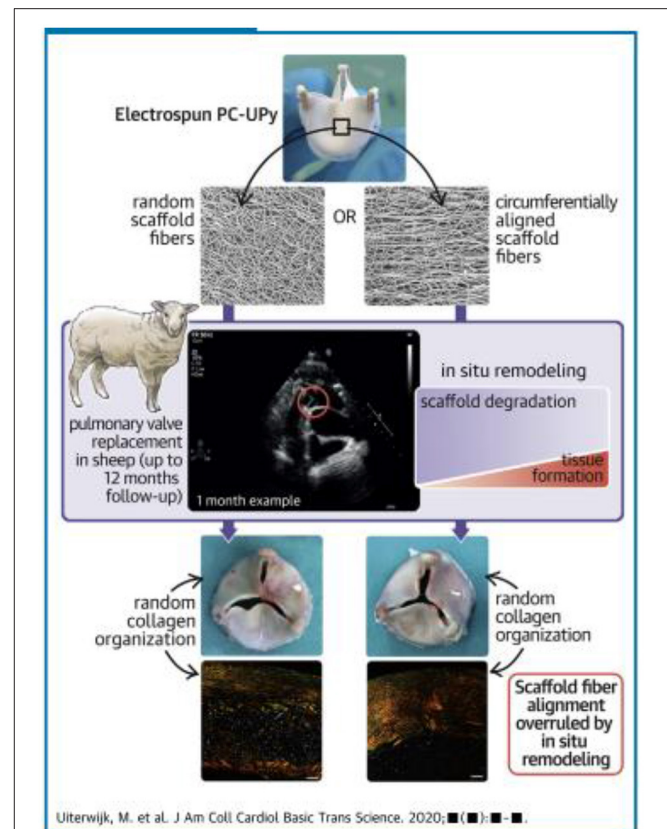 Electrospun PC-UPy
random
scaffold
fibers
OR
circumferentially
aligned
scaffold
fibers
pulmonary valve
replacement
in sheep (up to
12 months
follow-up)
1 month example
in situ remodeling
scaffold degradation
tissue
formation
random
collagen
organization
random
collagen
organization
Scaffold fiber
alignment
overruled by
in situ
remodeling
Uiterwijk, M. et al. J Am Coll Cardiol Basic Trans Science. 2020;■(■):■-■.